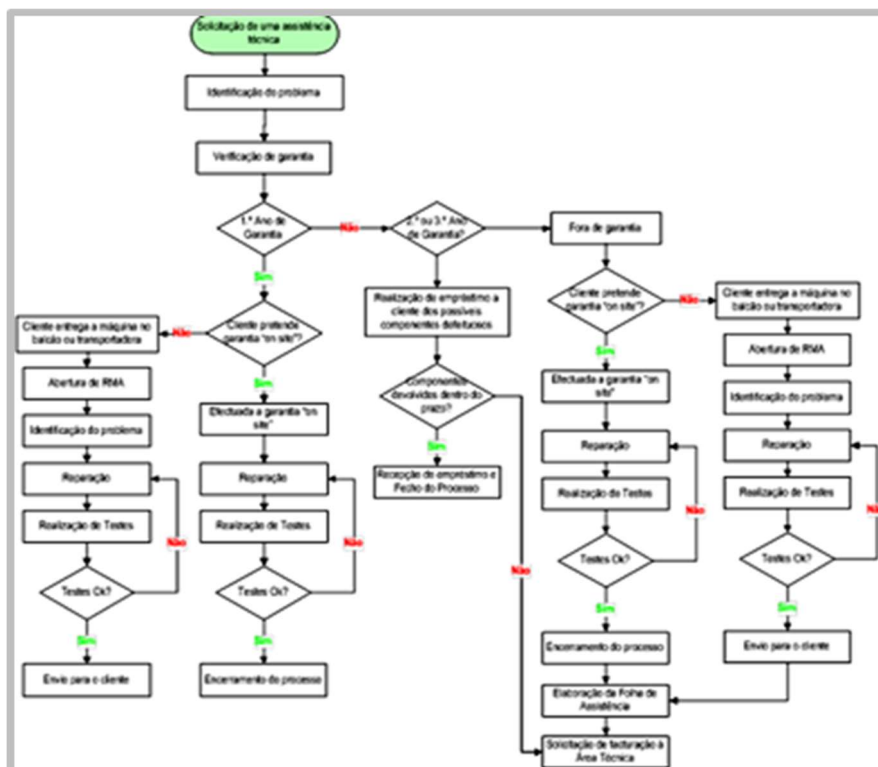 Solicitação de uma assistência
técnica
Identificação do problema
Verificação de garantia
1.º Ano de
Garantia
Não
2.º ou 3.º Ano
de Garantia?
Fora de garantia
Sim
Cliente pretende
garantia "on site"?
Não
Cliente entrega a máquina no
balcão ou transportadora
Abertura de RMA
Identificação do problema
Reparação
Realização de Testes
Não
Testes Ok?
Sim
Envio para o cliente
Sim
Efectuada a garantia "on
site"
Reparação
Realização de Testes
Não
Testes Ok?
Sim
Encerramento do processo
Realização de empréstimo a
cliente dos possíveis
componentes defeituosos
Componentes
devolvidos dentro do
prazo?
Sim
Recepção do empréstimo e
Fecho do Processo
Não
Cliente pretende
garantia "on site"?
Sim
Efectuada a garantia "on
site"
Reparação
Realização de Testes
Não
Testes Ok?
Sim
Encerramento do processo
Não
Cliente entrega a máquina no
balcão ou transportadora
Abertura de RMA
Identificação do problema
Reparação
Realização de Testes
Não
Testes Ok?
Sim
Envio para o cliente
Elaboração da Folha de
Assistência
Solicitação de facturação à
Área Técnica